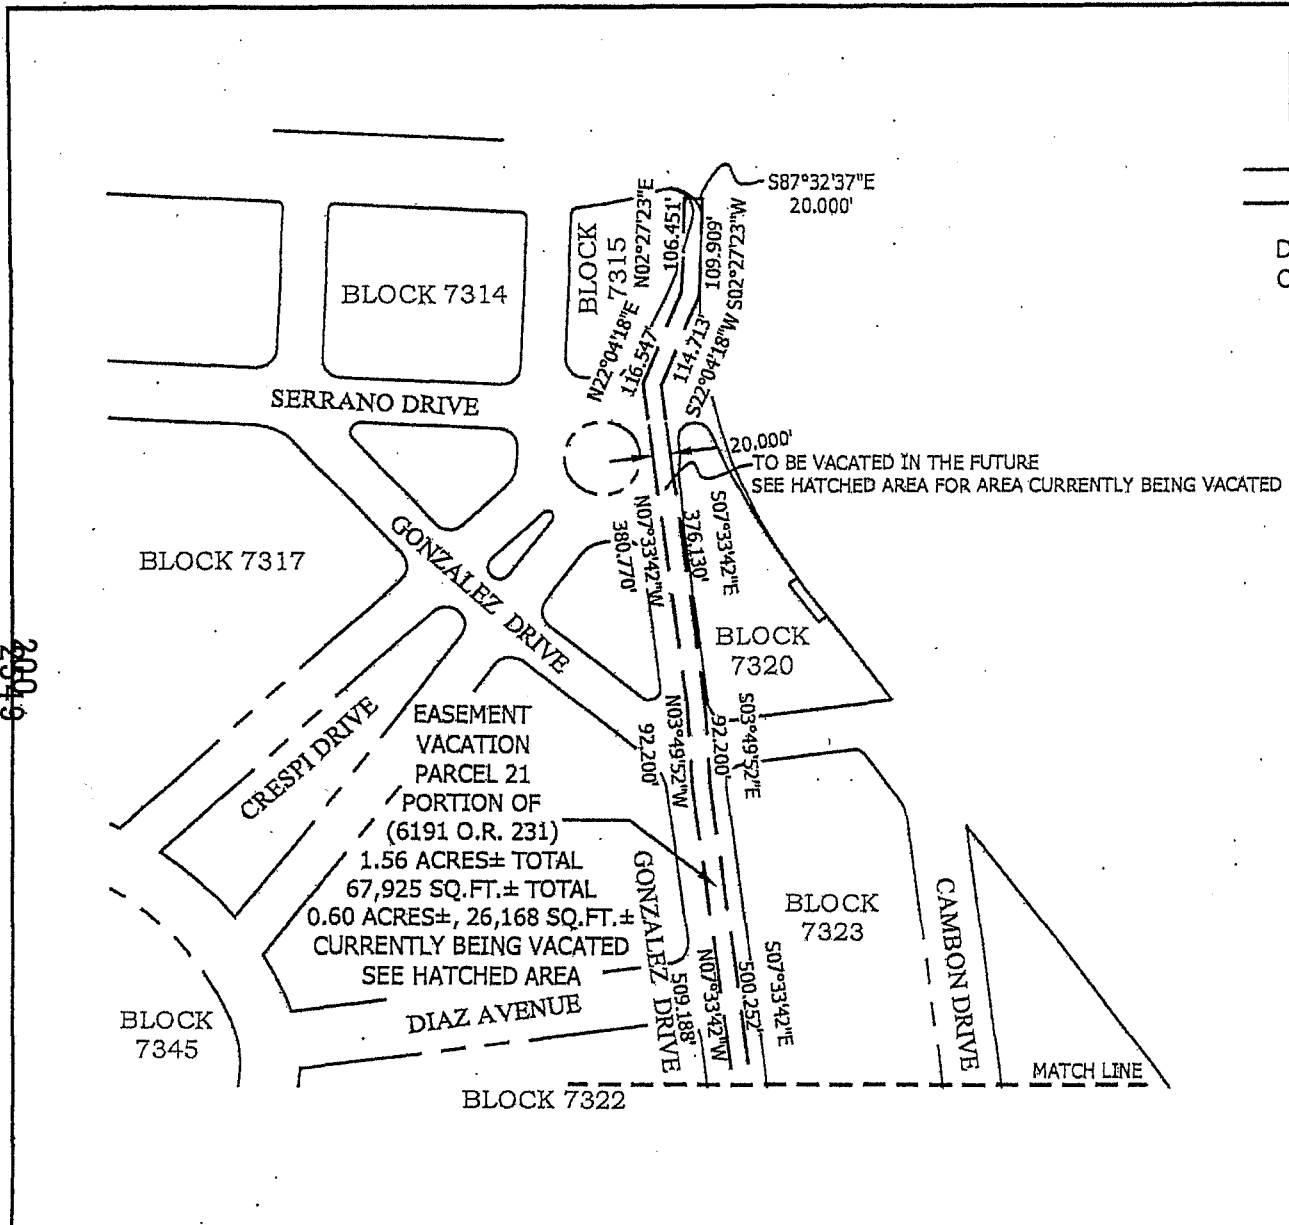 S87°32'37"E
20.000'
N02°27'23"E
106.451'
109.909'
S02°27'23"W
BLOCK
7315
BLOCK 7314
D
C
N22°04'18"E
116.547'
114.713'
S22°04'18"W
SERRANO DRIVE
20.000'
TO BE VACATED IN THE FUTURE
SEE HATCHED AREA FOR AREA CURRENTLY BEING VACATED
N07°33'42"W
380.770'
376.130'
S07°33'42"E
GONZALEZ DRIVE
BLOCK 7317
BLOCK
7320
CRESPI DRIVE
N03°49'52"W
92.200'
92.200'
S03°49'52"E
EASEMENT
VACATION
PARCEL 21
PORTION OF
(6191 O.R. 231)
1.56 ACRES± TOTAL
67,925 SQ.FT.± TOTAL
0.60 ACRES±, 26,168 SQ.FT.±
CURRENTLY BEING VACATED
SEE HATCHED AREA
GONZALEZ DRIVE
BLOCK
7323
CAMBON DRIVE
N07°33'42"W
509.188'
500.252'
S07°33'42"E
DIAZ AVENUE
BLOCK
7345
MATCH LINE
BLOCK 7322